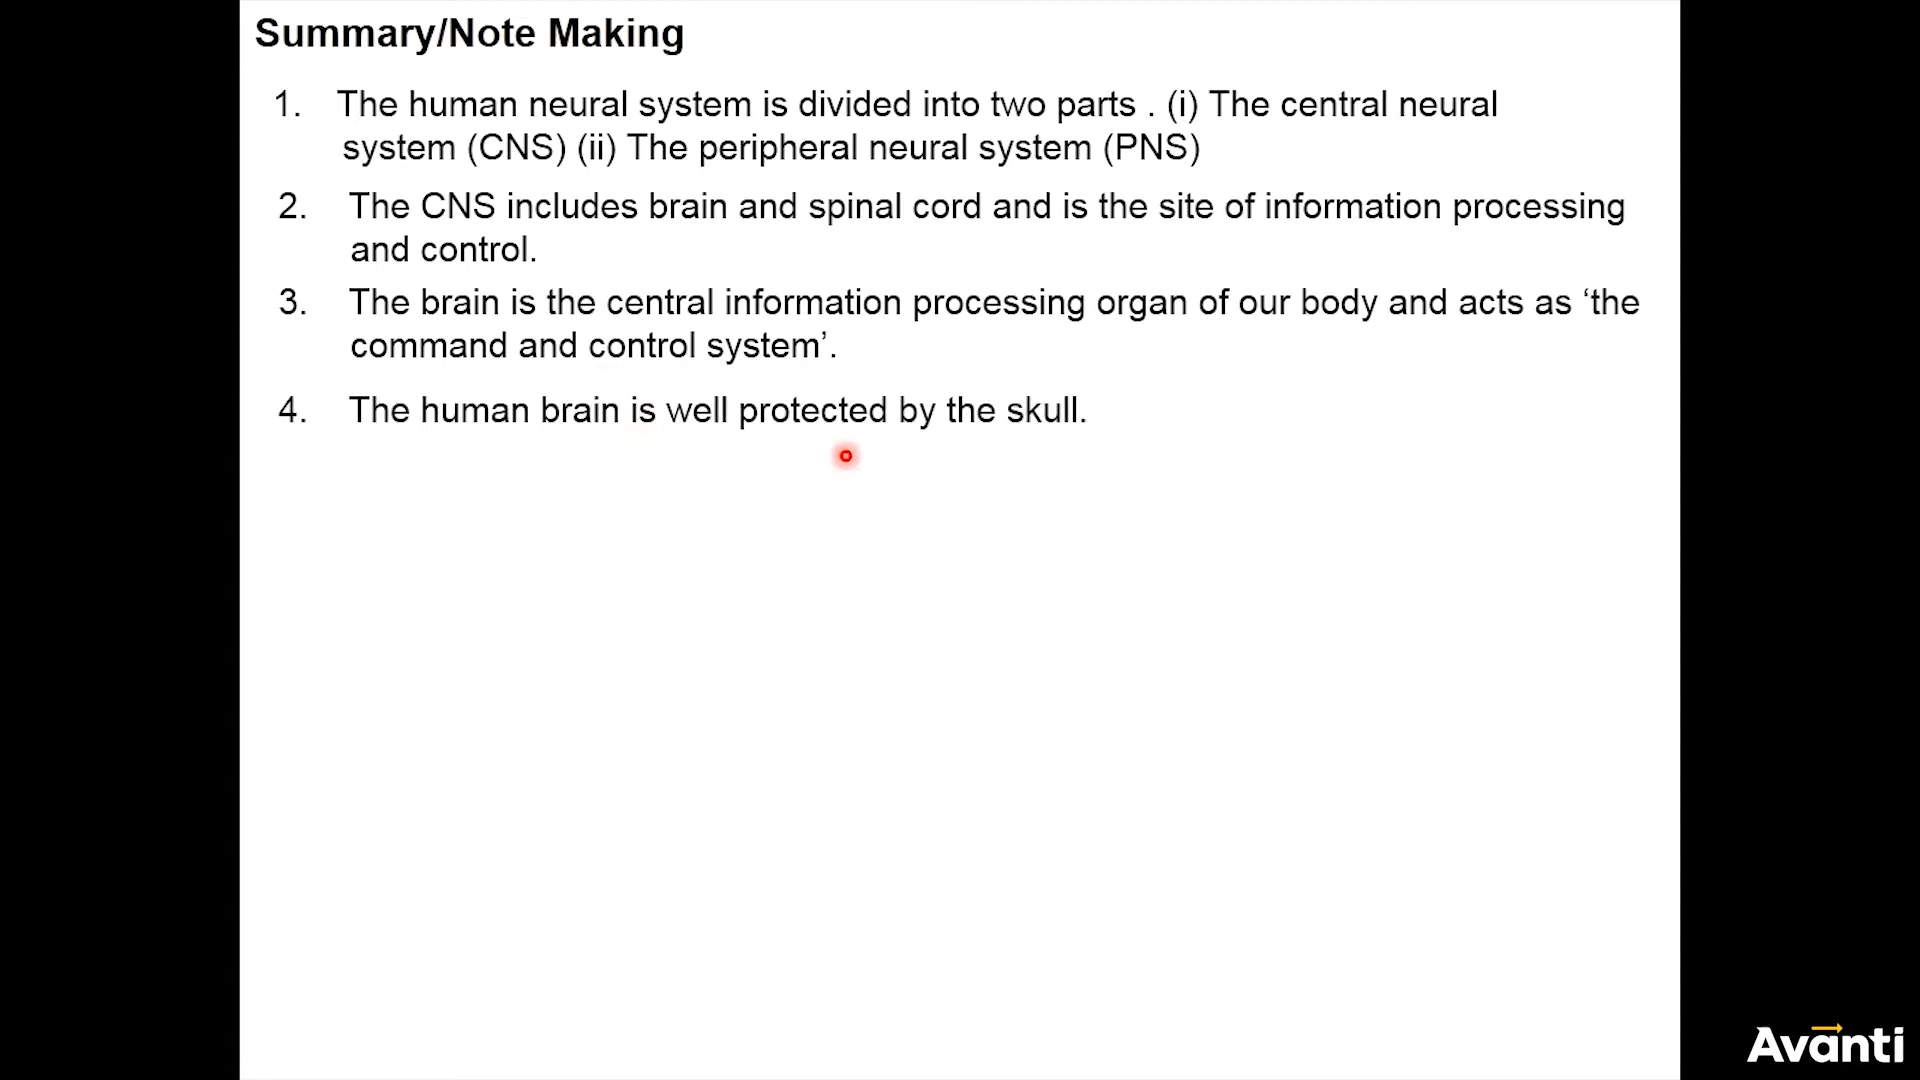 Summary/Note Making
1. The human neural system is divided into two parts . (i) The central neural
system (CNS) (ii) The peripheral neural system (PNS)
2. The CNS includes brain and spinal cord and is the site of information processing
and control.
3. The brain is the central information processing organ of our body and acts as ‘the
command and control system’.
4. The human brain is well protected by the skull.
Avanti